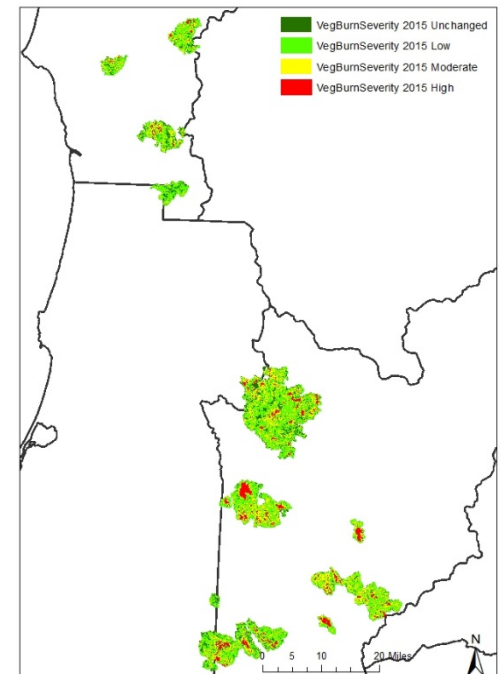 VegBurnSeverity 2015 Unchanged
VegBurnSeverity 2015 Low
VegBurnSeverity 2015 Moderate
VegBurnSeverity 2015 High
N
0 5 10 20 Miles